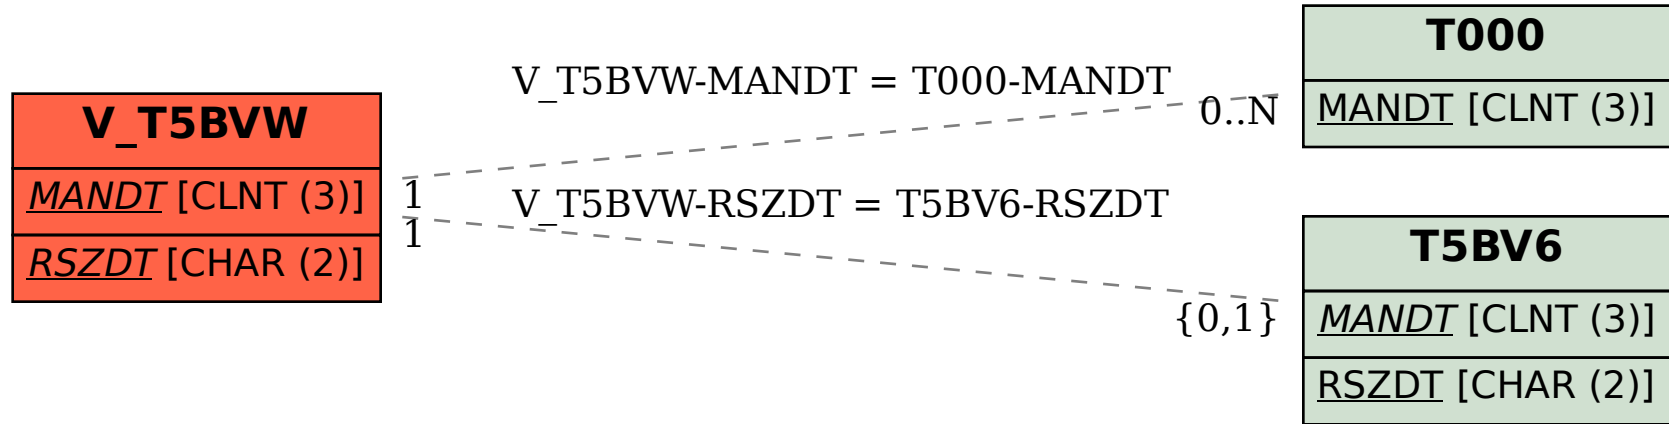 V_T5BVW
MANDT [CLNT (3)]
RSZDT [CHAR (2)]
V_T5BVW-MANDT = T000-MANDT
0..N
1
V_T5BVW-RSZDT = T5BV6-RSZDT
1
{0,1}
T000
MANDT [CLNT (3)]
T5BV6
MANDT [CLNT (3)]
RSZDT [CHAR (2)]